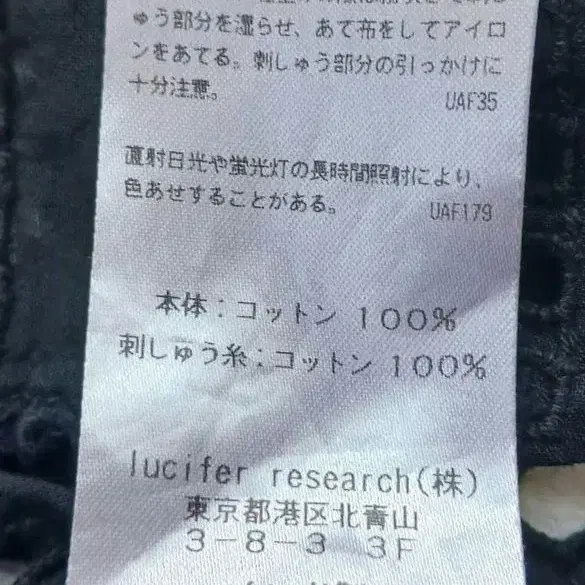 ゅう部分を湿らせ、あて布をしてアイロ
ンをあてる。刺しゅう部分の引っかけに
十分注意。
UAF35
直射日光や蛍光灯の長時間照射により、
色あせすることがある。
UAF179
本体：コットン 100%
刺しゅう糸：コットン 100%
lucifer research(株)
東京都港区北青山
3-8-3 3F